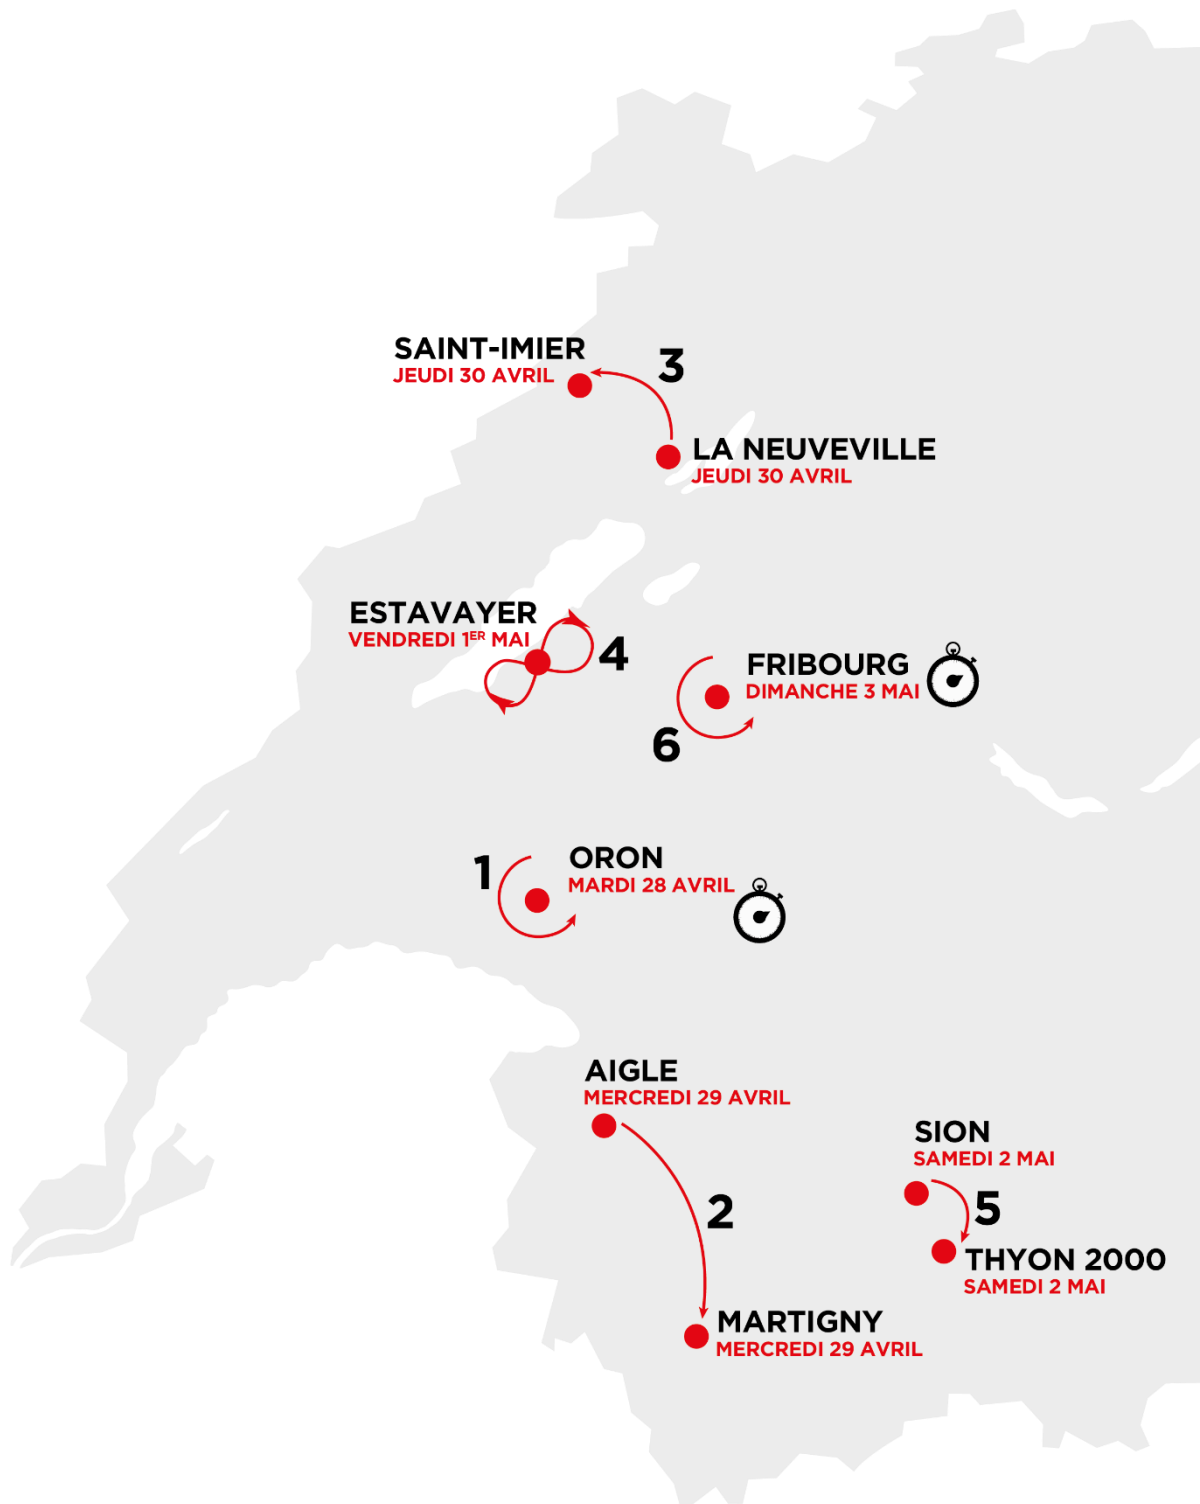 SAINT-IMIER
JEUDI 30 AVRIL
3
LA NEUVEVILLE
JEUDI 30 AVRIL
ESTAVAYER
VENDREDI 1ER MAI
4
FRIBOURG
DIMANCHE 3 MAI
6
1
ORON
MARDI 28 AVRIL
AIGLE
MERCREDI 29 AVRIL
2
SION
SAMEDI 2 MAI
5
THYON 2000
SAMEDI 2 MAI
MARTIGNY
MERCREDI 29 AVRIL